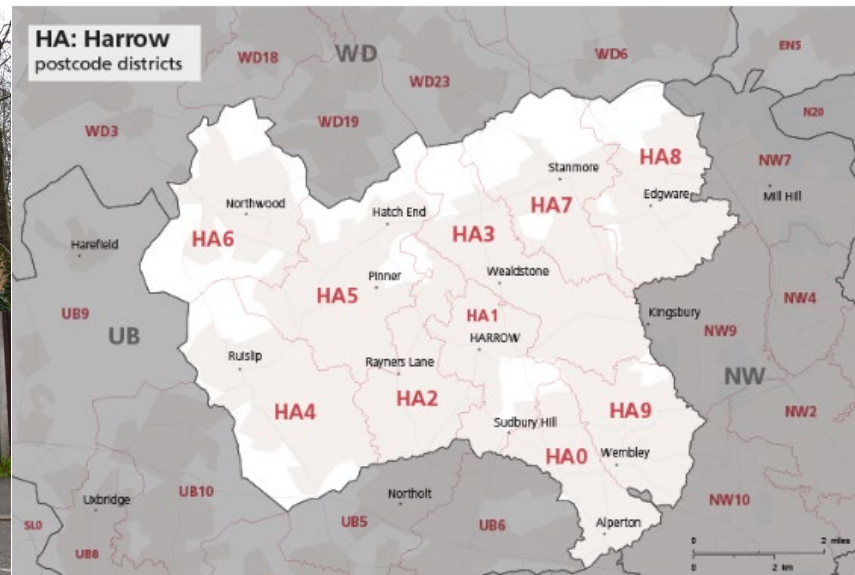 HA: Harrow
postcode districts
WD18
WD
WD23
WD6
EN5
WD3
WD19
N20
Stanmore
HA8
NW7
Northwood
Hatch End
HA7
Edgware
Mill Hill
HA6
HA3
Harefield
Pinner
Wealdstone
HA5
UB9
HA1
Kingsbury
NW4
UB
HARROW
NW9
Ruislip
Rayners Lane
NW
HA4
HA2
HA9
NW2
Sudbury Hill
HA0
Wembley
Uxbridge
UB10
Northolt
NW10
SL0
UB5
UB6
Alperton
UB8
0 2 miles
0 2 km